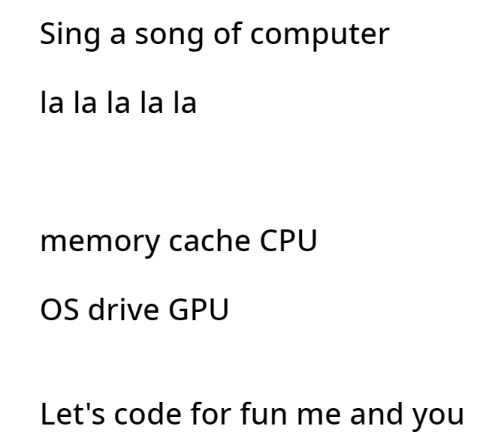 Sing a song of computer
la la la la la
memory cache CPU
OS drive GPU
Let's code for fun me and you